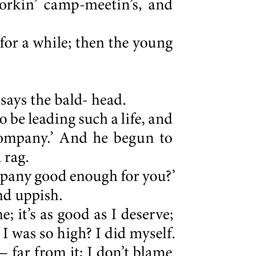 orkin’ camp-meetin’s, and
for a while; then the young
says the bald- head.
o be leading such a life, and
ompany.’ And he begun to
rag.
pany good enough for you?’
nd uppish.
e; it’s as good as I deserve;
I was so high? I did myself.
– far from it; I don’t blame